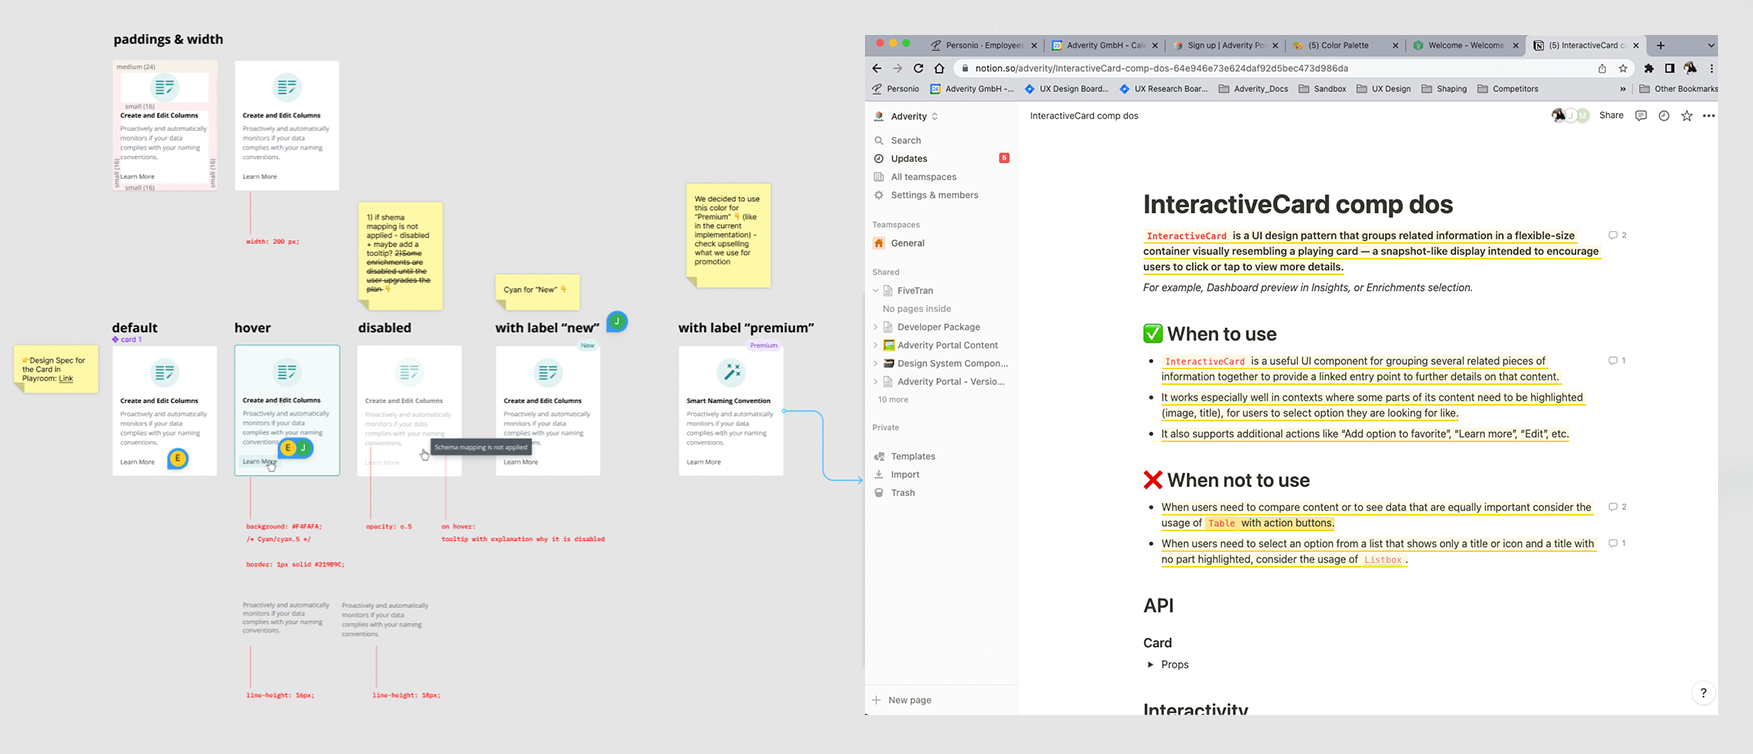 paddings & width
medium (24)
small (16)
Create and Edit Columns
Proactively and automatically
monitors if your data
complies with your naming
conventions.
Learn More
small (16)
small (16)
small (16)
Create and Edit Columns
Proactively and automatically
monitors if your data
complies with your naming
conventions.
Learn More
width: 200 px;
1) if shema
mapping is not
applied - disabled
+ maybe add a
tooltip? 2)Some
enrichments are
disabled until the
user upgrades the
plan 👇
Cyan for "New" 👇
We decided to use
this color for
"Premium" 👇 (like
in the current
implementation) -
check upselling
what we use for
promotion
👉Design Spec for
the Card in
Playroom: Link
default
card 1
Create and Edit Columns
Proactively and automatically
monitors if your data
complies with your naming
conventions.
Learn More
E
hover
Create and Edit Columns
Proactively and automatically
monitors if your data
complies with your naming
conventions.
E J
Learn More
disabled
Create and Edit Columns
Proactively and automatically
monitors if your data
complies with your naming
conventions.
Learn More
Schema mapping is not applied
with label “new”
J
New
Create and Edit Columns
Proactively and automatically
monitors if your data
complies with your naming
conventions.
Learn More
with label “premium”
Premium
Smart Naming Convention
Proactively and automatically
monitors if your data
complies with your naming
conventions.
Learn More
background: #F4FAFA;
/* Cyan/cyan.5 */
border: 1px solid #219B9C;
opacity: o.5
on hover:
tooltip with explanation why it is disabled
Proactively and automatically
monitors if your data
complies with your naming
conventions.
Proactively and automatically
monitors if your data
complies with your naming
conventions.
line-height: 16px;
line-height: 18px;
Personio · Employees
Adverity GmbH - Cal
Sign up | Adverity Po
(5) Color Palette
Welcome - Welcome
(5) InteractiveCard c
notion.so/adverity/InteractiveCard-comp-dos-64e946e73e624daf92d5bec473d986da
Personio
Adverity GmbH -...
UX Design Board...
UX Research Boar...
Adverity_Docs
Sandbox
UX Design
Shaping
Competitors
»
Other Bookmarks
Adverity
Search
Updates
5
All teamspaces
Settings & members
Teamspaces
General
Shared
FiveTran
No pages inside
Developer Package
Adverity Portal Content
Design System Compon...
Adverity Portal - Versio...
10 more
Private
Templates
Import
Trash
New page
InteractiveCard comp dos
J
M
Share
InteractiveCard comp dos
InteractiveCard is a UI design pattern that groups related information in a flexible-size
2
container visually resembling a playing card — a snapshot-like display intended to encourage
users to click or tap to view more details.
For example, Dashboard preview in Insights, or Enrichments selection.
✅ When to use
• InteractiveCard is a useful UI component for grouping several related pieces of
1
information together to provide a linked entry point to further details on that content.
• It works especially well in contexts where some parts of its content need to be highlighted
(image, title), for users to select option they are looking for like.
• It also supports additional actions like “Add option to favorite”, “Learn more”, “Edit”, etc.
❌ When not to use
• When users need to compare content or to see data that are equally important consider the
2
usage of Table with action buttons.
• When users need to select an option from a list that shows only a title or icon and a title with
1
no part highlighted, consider the usage of Listbox .
API
Card
Props
Interactivity
?